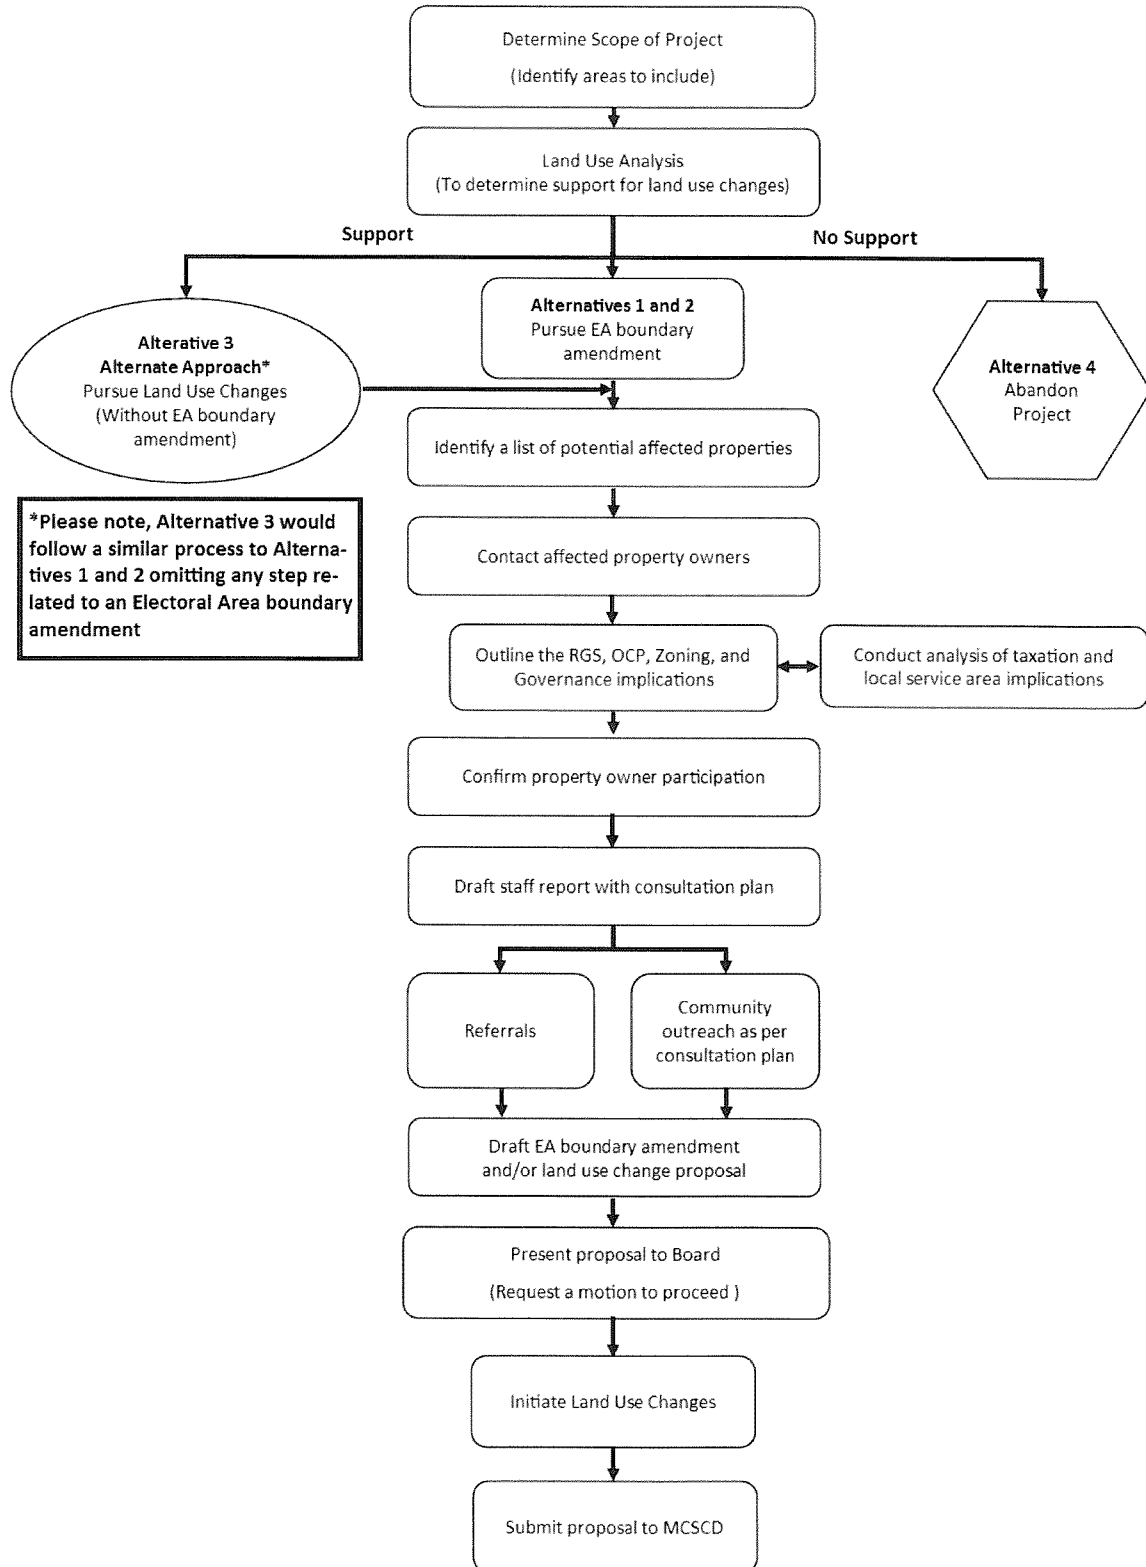 Determine Scope of Project
(Identify areas to include)
Land Use Analysis
(To determine support for land use changes)
Support
No Support
Alternatives 1 and 2
Pursue EA boundary
amendment
Alterative 3
Alternate Approach*
Pursue Land Use Changes
(Without EA boundary
amendment)
Alternative 4
Abandon
Project
Identify a list of potential affected properties
*Please note, Alternative 3 would
follow a similar process to Alterna-
tives 1 and 2 omitting any step re-
lated to an Electoral Area boundary
amendment
Contact affected property owners
Outline the RGS, OCP, Zoning, and
Governance implications
Conduct analysis of taxation and
local service area implications
Confirm property owner participation
Draft staff report with consultation plan
Referrals
Community
outreach as per
consultation plan
Draft EA boundary amendment
and/or land use change proposal
Present proposal to Board
(Request a motion to proceed )
Initiate Land Use Changes
Submit proposal to MCSCD